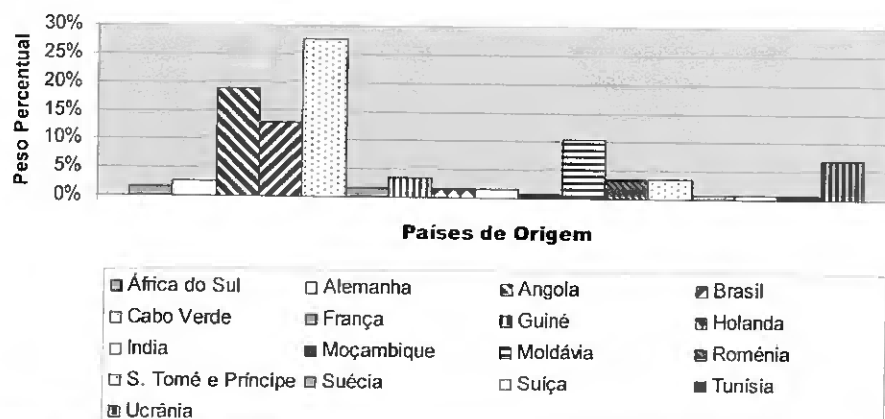 30%
25%
20%
15%
10%
5%
0%
Peso Percentual
Países de Origem
África do Sul Alemanha Angola Brasil
Cabo Verde França Guiné Holanda
India Moçambique Moldávia Roménia
S. Tomé e Príncipe Suécia Suíça Tunísia
Ucrânia